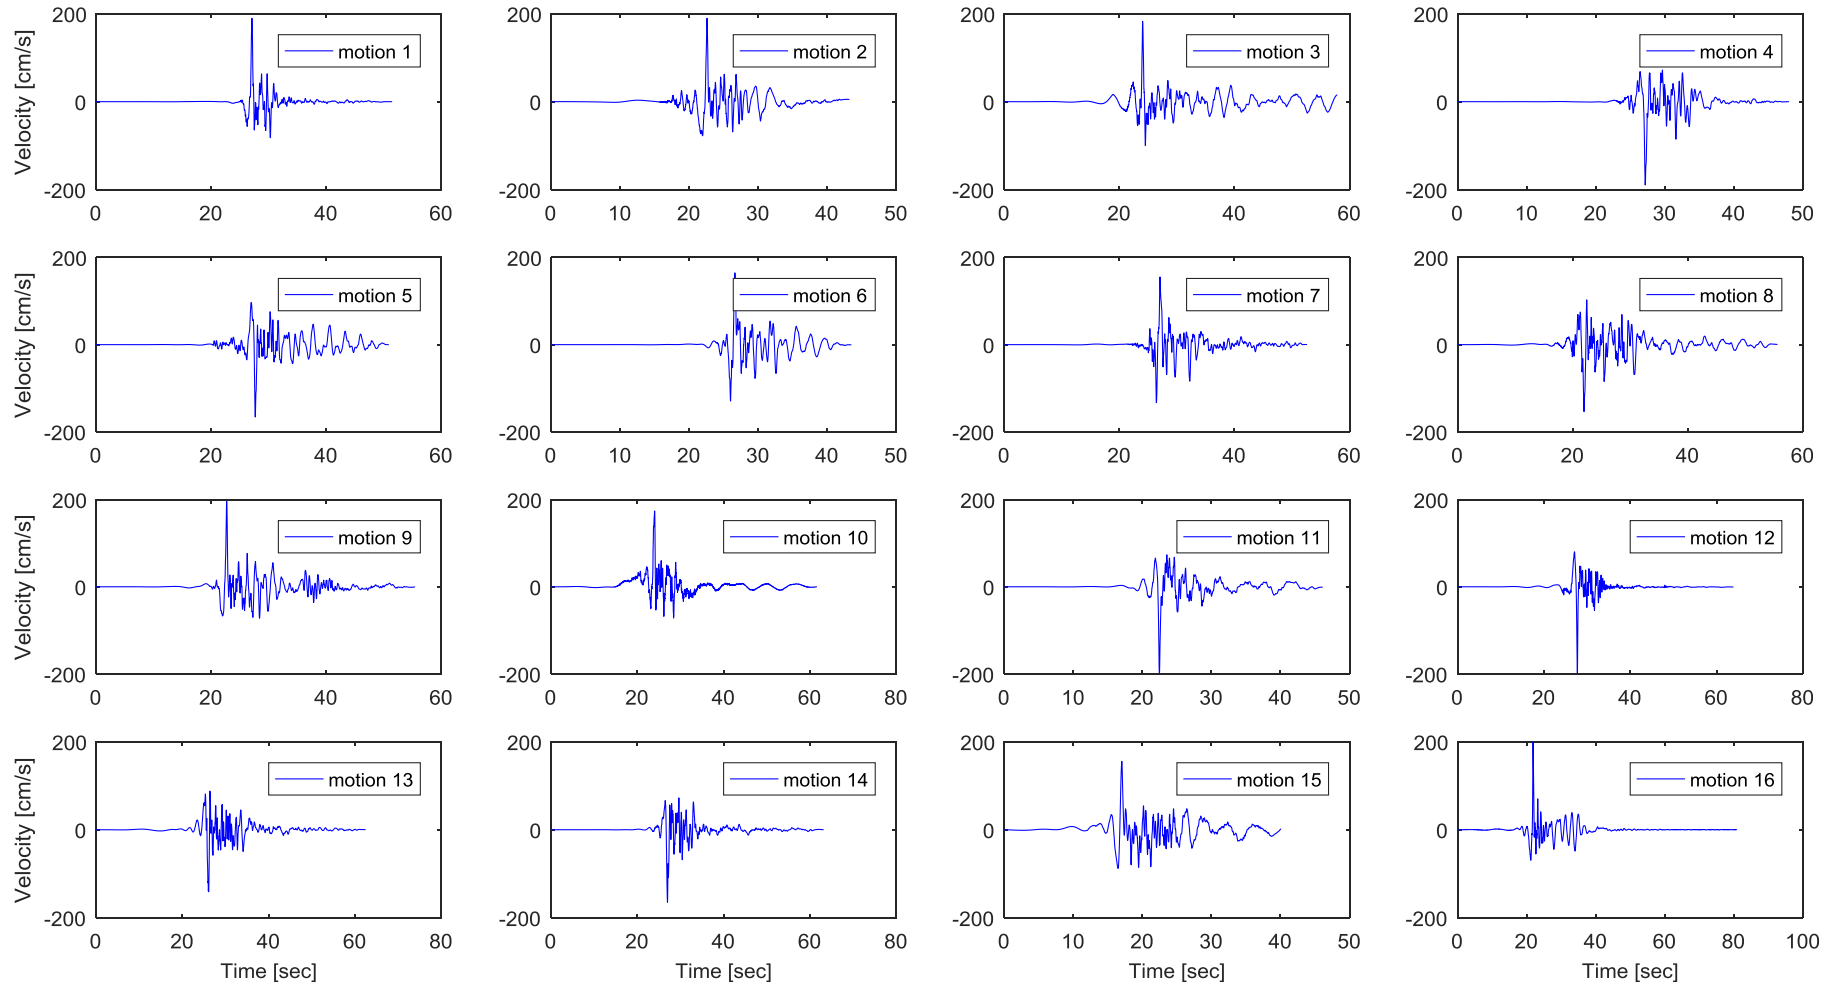 200
0
-200
Velocity [cm/s]
motion 1
0 20 40 60
200
0
-200
motion 2
0 10 20 30 40 50
200
0
-200
motion 3
0 20 40 60
200
0
-200
motion 4
0 10 20 30 40 50
200
0
-200
Velocity [cm/s]
motion 5
0 20 40 60
200
0
-200
motion 6
0 10 20 30 40 50
200
0
-200
motion 7
0 20 40 60
200
0
-200
motion 8
0 20 40 60
200
0
-200
Velocity [cm/s]
motion 9
0 20 40 60
200
0
-200
motion 10
0 20 40 60 80
200
0
-200
motion 11
0 10 20 30 40 50
200
0
-200
motion 12
0 20 40 60 80
200
0
-200
Velocity [cm/s]
motion 13
0 20 40 60 80
Time [sec]
200
0
-200
motion 14
0 20 40 60 80
Time [sec]
200
0
-200
motion 15
0 10 20 30 40 50
Time [sec]
200
0
-200
motion 16
0 20 40 60 80 100
Time [sec]